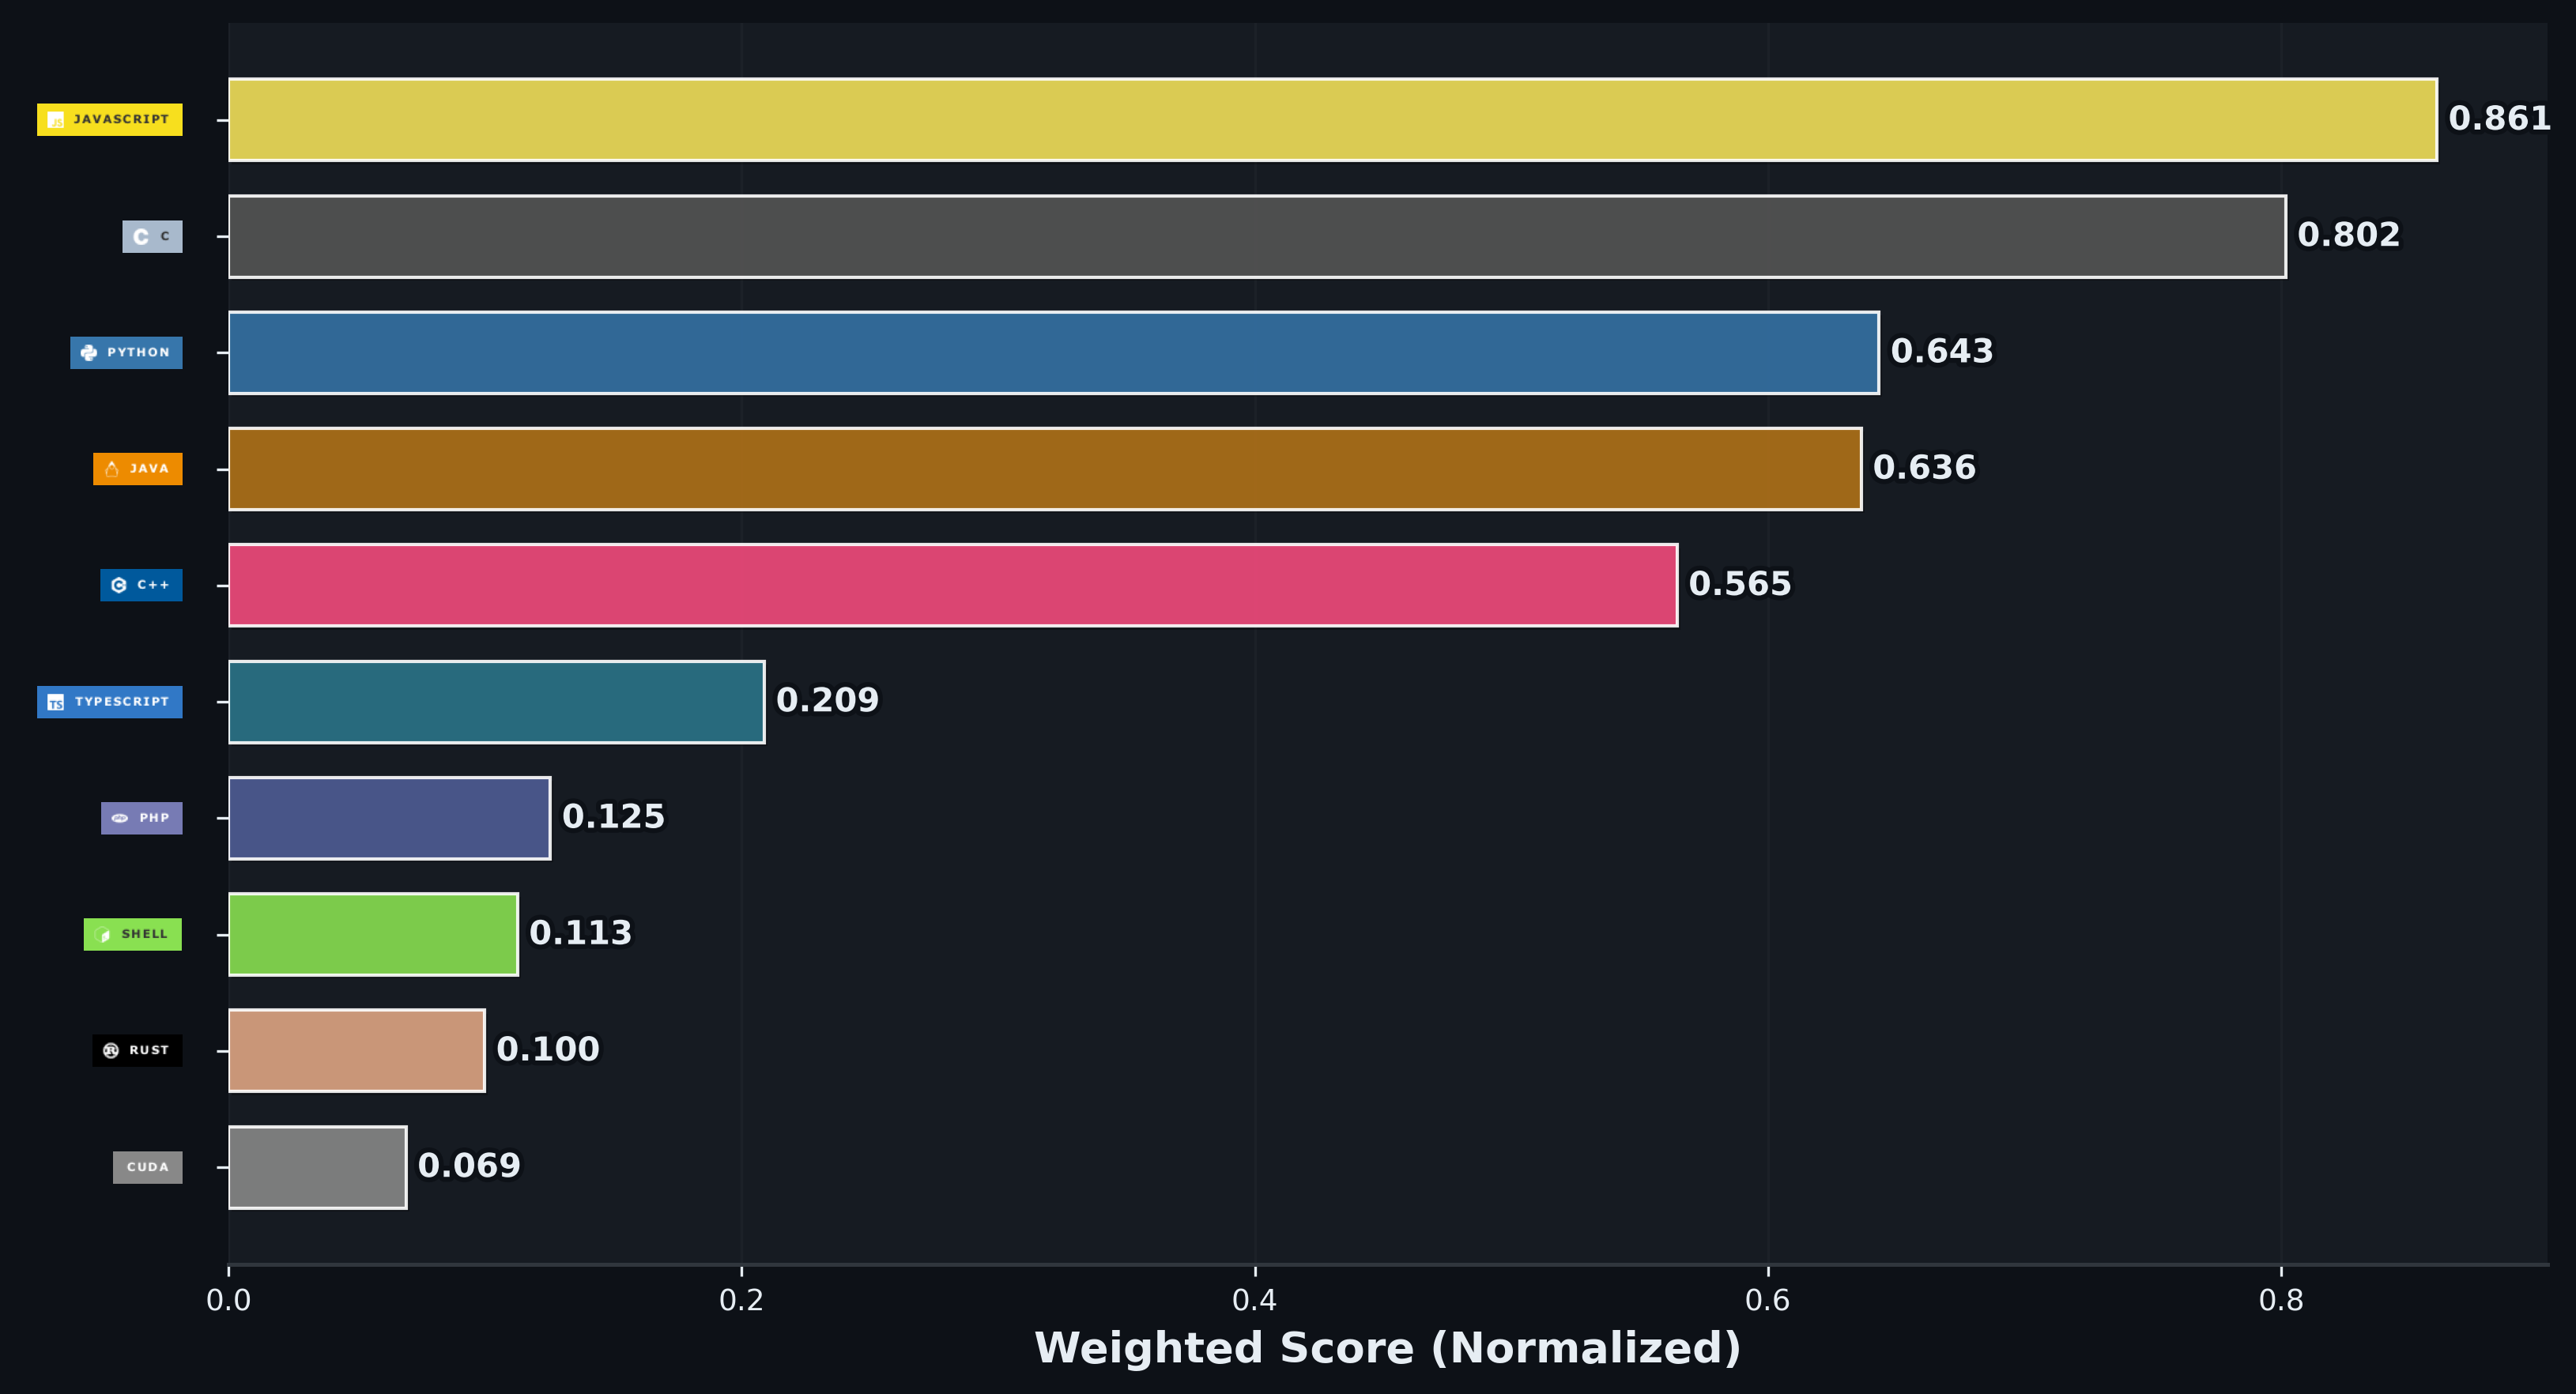 JAVASCRIPT 0.861
C C 0.802
PYTHON 0.643
JAVA 0.636
C++ 0.565
TS TYPESCRIPT 0.209
php PHP 0.125
SHELL 0.113
R RUST 0.100
CUDA 0.069
0.0 0.2 0.4 0.6 0.8
Weighted Score (Normalized)